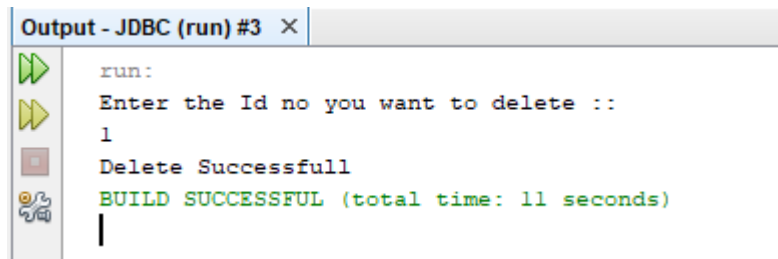 Output - JDBC (run) #3 ×
run:
Enter the Id no you want to delete ::
1
Delete Successfull
BUILD SUCCESSFUL (total time: 11 seconds)